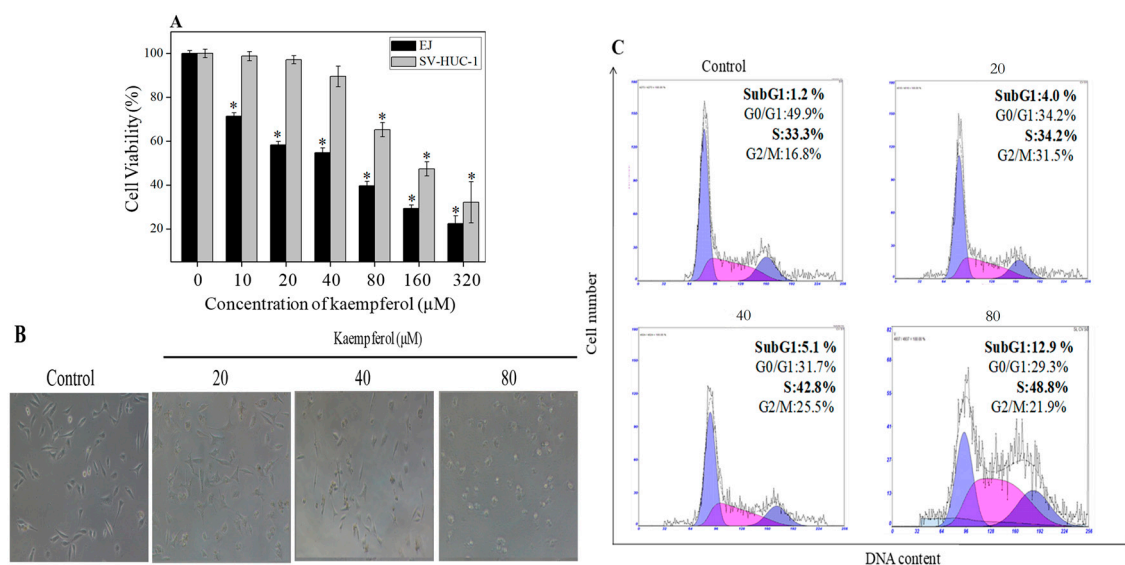 A
EJ
SV-HUC-1
Cell Viability (%)
100
80
60
40
20
* * * * * * * * *
0 10 20 40 80 160 320
Concentration of kaempferol (µM)
B
Kaempferol (µM)
Control 20 40 80
C
Cell number
Control
SubG1:1.2 %
G0/G1:49.9%
S:33.3%
G2/M:16.8%
20
SubG1:4.0 %
G0/G1:34.2%
S:34.2%
G2/M:31.5%
40
SubG1:5.1 %
G0/G1:31.7%
S:42.8%
G2/M:25.5%
80
SubG1:12.9 %
G0/G1:29.3%
S:48.8%
G2/M:21.9%
DNA content